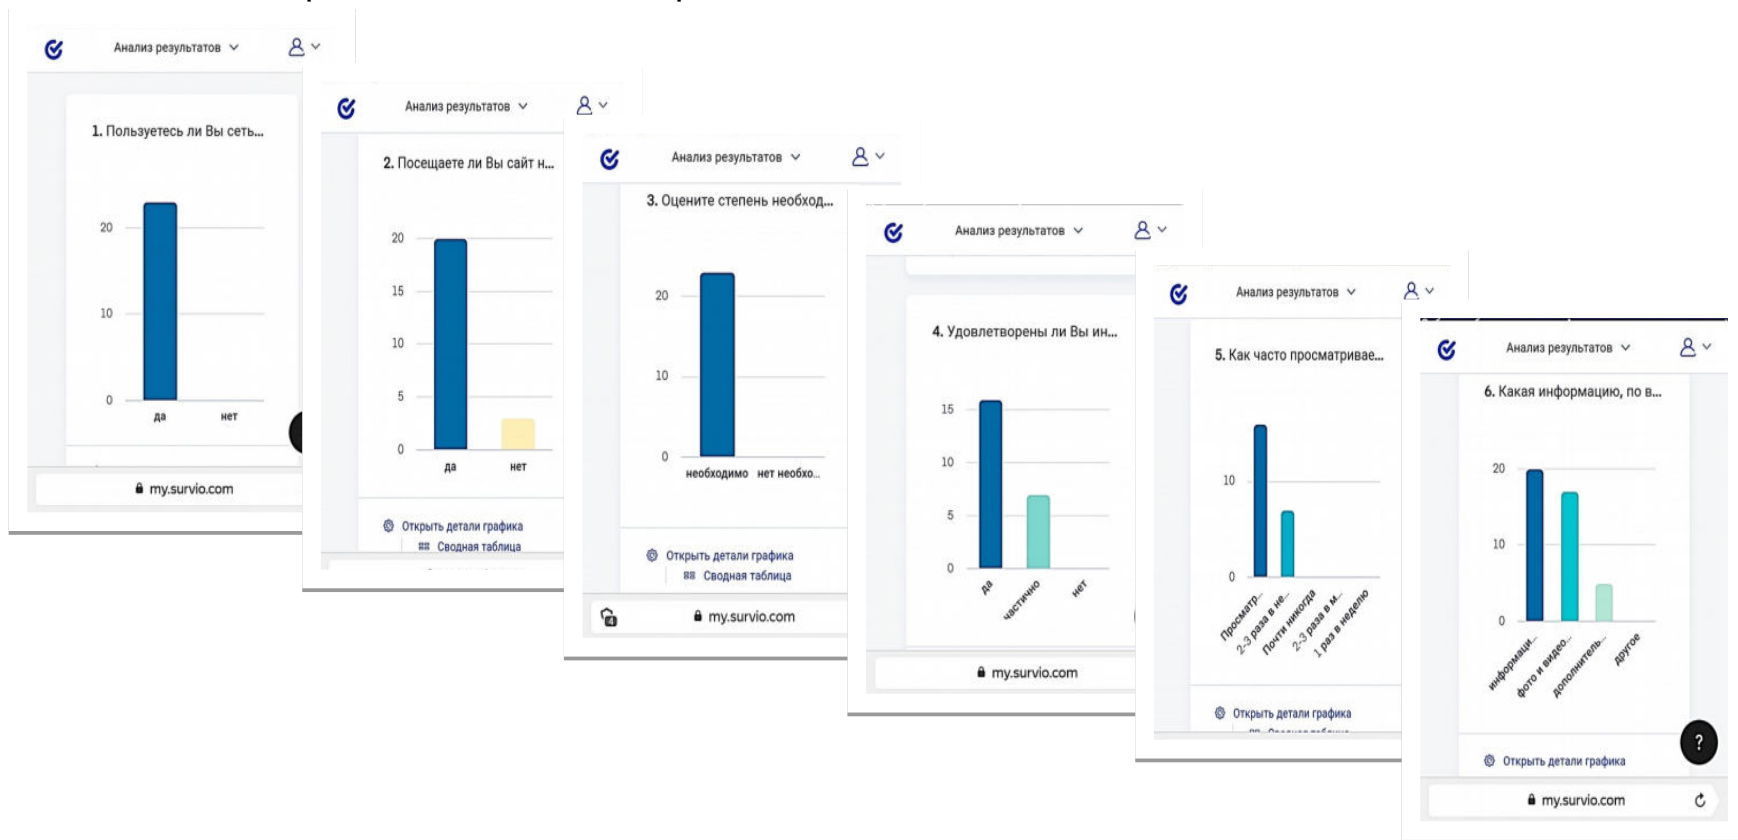 Анализ результатов
1. Пользуетесь ли Вы сеть...
20
10
0
да нет
my.survio.com
Анализ результатов
2. Посещаете ли Вы сайт н...
20
15
10
5
0
да нет
Открыть детали графика
Сводная таблица
Анализ результатов
3. Оцените степень необход...
20
10
0
необходимо нет необхо...
Открыть детали графика
Сводная таблица
4
my.survio.com
Анализ результатов
4. Удовлетворены ли Вы ин...
15
10
5
0
да частично нет
my.survio.com
Анализ результатов
5. Как часто просматривае...
10
0
Просматр... 2-3 раза в не... Почти никогда 2-3 раза в м... 1 раз в неделю
Открыть детали графика
Анализ результатов
6. Какая информацию, по в...
20
10
0
информаци... фото и видео... дополнитель... другое
?
Открыть детали графика
my.survio.com